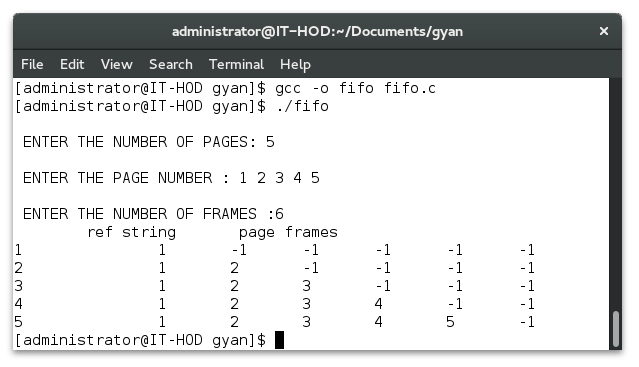 administrator@IT-HOD:~/Documents/gyan ×
File Edit View Search Terminal Help
[administrator@IT-HOD gyan]$ gcc -o fifo fifo.c
[administrator@IT-HOD gyan]$ ./fifo
ENTER THE NUMBER OF PAGES: 5
ENTER THE PAGE NUMBER : 1 2 3 4 5
ENTER THE NUMBER OF FRAMES :6
ref string page frames
1 1 -1 -1 -1 -1 -1
2 1 2 -1 -1 -1 -1
3 1 2 3 -1 -1 -1
4 1 2 3 4 -1 -1
5 1 2 3 4 5 -1
[administrator@IT-HOD gyan]$